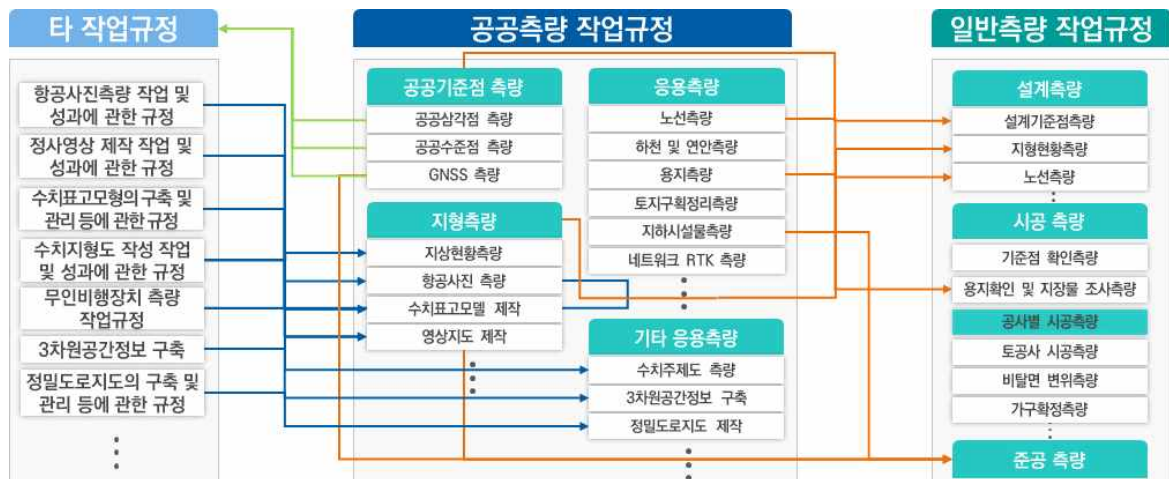 타 작업규정
항공사진측량 작업 및
성과에 관한 규정
정사영상 제작 작업 및
성과에 관한 규정
수치표고모형의 구축 및
관리 등에 관한 규정
수치지형도 작성 작업
및 성과에 관한 규정
무인비행장치 측량
작업규정
3차원공간정보 구축
정밀도로지도의 구축 및
관리 등에 관한 규정
공공측량 작업규정
공공기준점 측량
공공삼각점 측량
공공수준점 측량
GNSS 측량
지형측량
지상현황측량
항공사진 측량
수치표고모델 제작
영상지도 제작
응용측량
노선측량
하천 및 연안측량
용지측량
토지구획정리측량
지하시설물측량
네트워크 RTK 측량
기타 응용측량
수치주제도 측량
3차원공간정보 구축
정밀도로지도 제작
일반측량 작업규정
설계측량
설계기준점측량
지형현황측량
노선측량
시공 측량
기준점 확인측량
용지확인 및 지장물 조사측량
공사별 시공측량
토공사 시공측량
비탈면 변위측량
가구확정측량
준공 측량